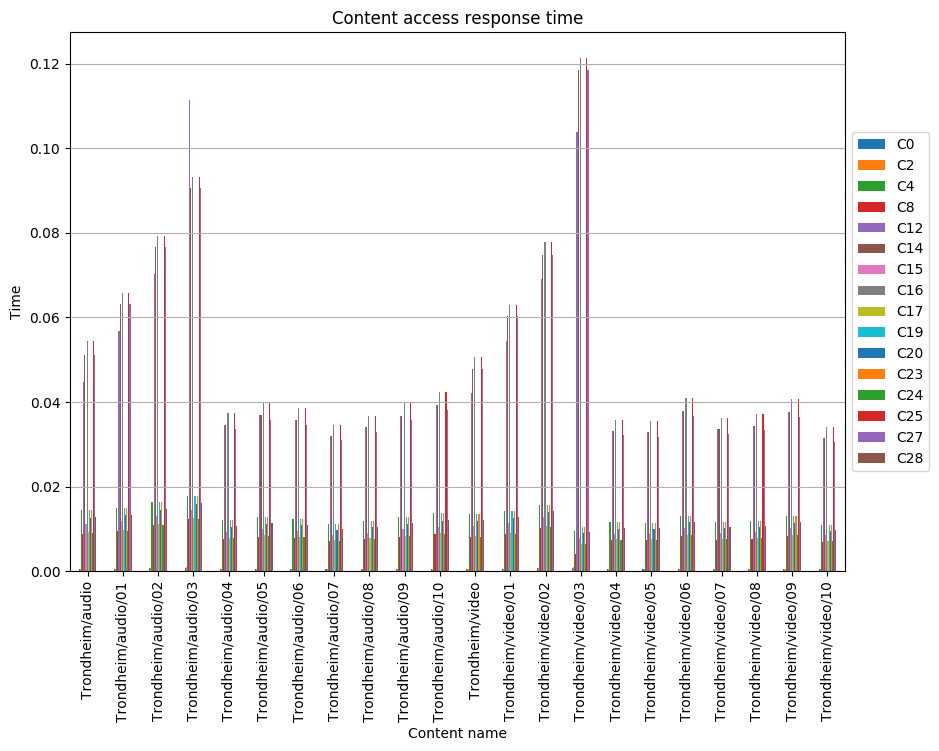 Content access response time
Time
0.12
0.10
0.08
0.06
0.04
0.02
0.00
C0
C2
C4
C8
C12
C14
C15
C16
C17
C19
C20
C23
C24
C25
C27
C28
Trondheim/audio
Trondheim/audio/01
Trondheim/audio/02
Trondheim/audio/03
Trondheim/audio/04
Trondheim/audio/05
Trondheim/audio/06
Trondheim/audio/07
Trondheim/audio/08
Trondheim/audio/09
Trondheim/audio/10
Trondheim/video
Trondheim/video/01
Trondheim/video/02
Trondheim/video/03
Trondheim/video/04
Trondheim/video/05
Trondheim/video/06
Trondheim/video/07
Trondheim/video/08
Trondheim/video/09
Trondheim/video/10
Content name